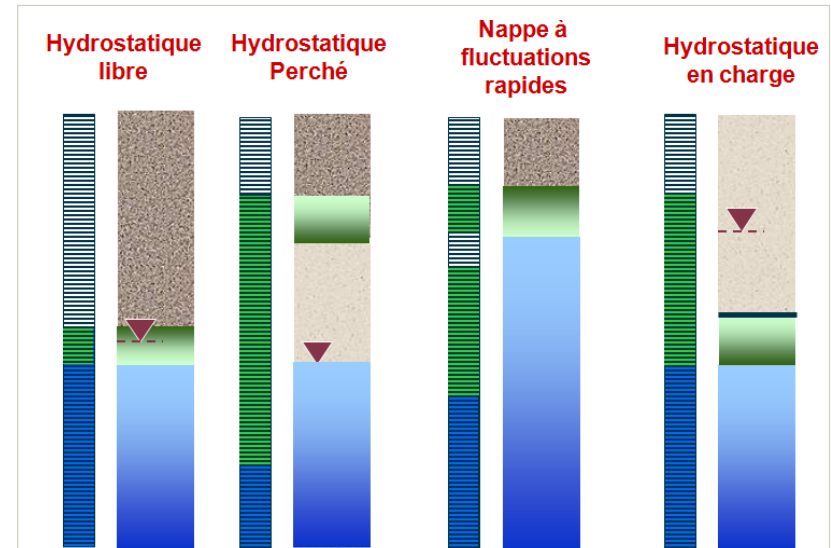 Hydrostatique
libre
Hydrostatique
Perché
Nappe à
fluctuations
rapides
Hydrostatique
en charge